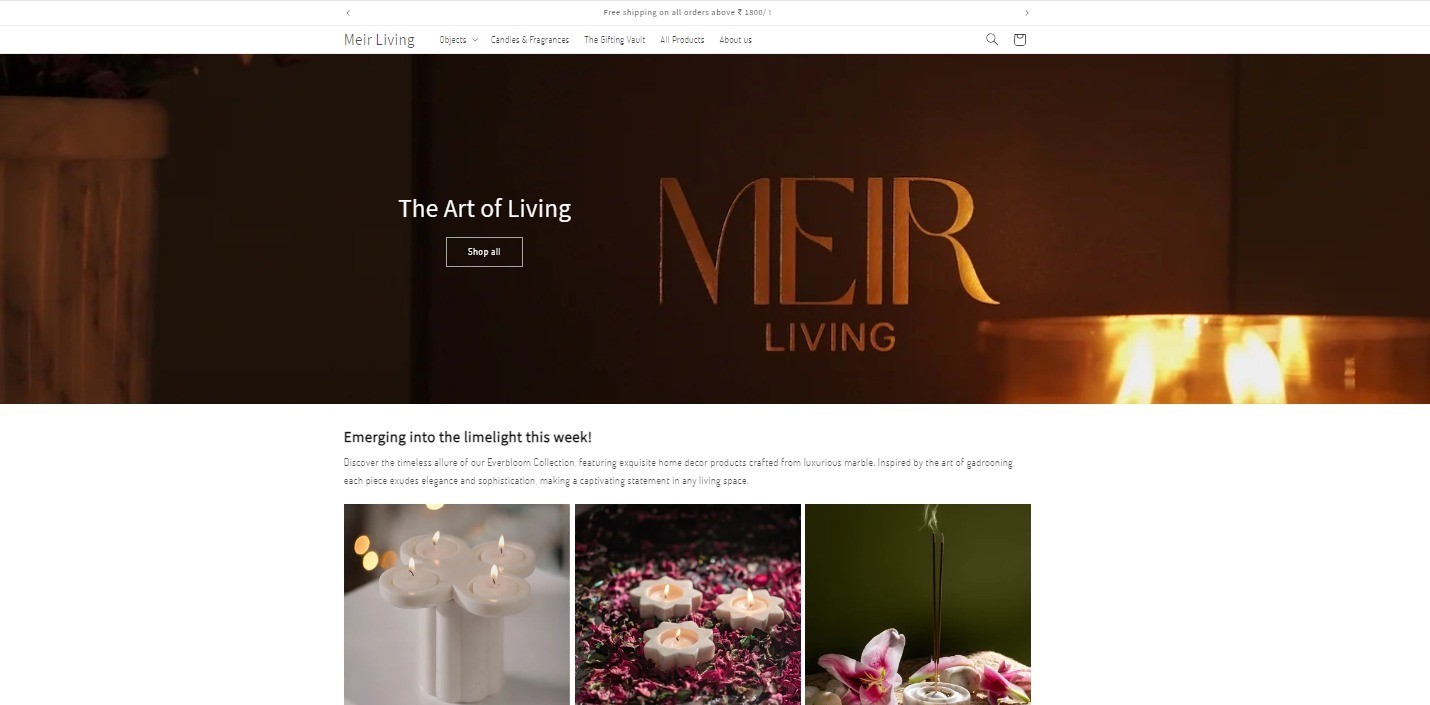 Free shipping on all orders above ₹ 1800/ !
Meir Living
Objects
Candles & Fragrances
The Gifting Vault
All Products
About us
The Art of Living
Shop all
MEIR
LIVING
Emerging into the limelight this week!
Discover the timeless allure of our Everbloom Collection, featuring exquisite home decor products crafted from luxurious marble. Inspired by the art of gadrooning,
each piece exudes elegance and sophistication, making a captivating statement in any living space.